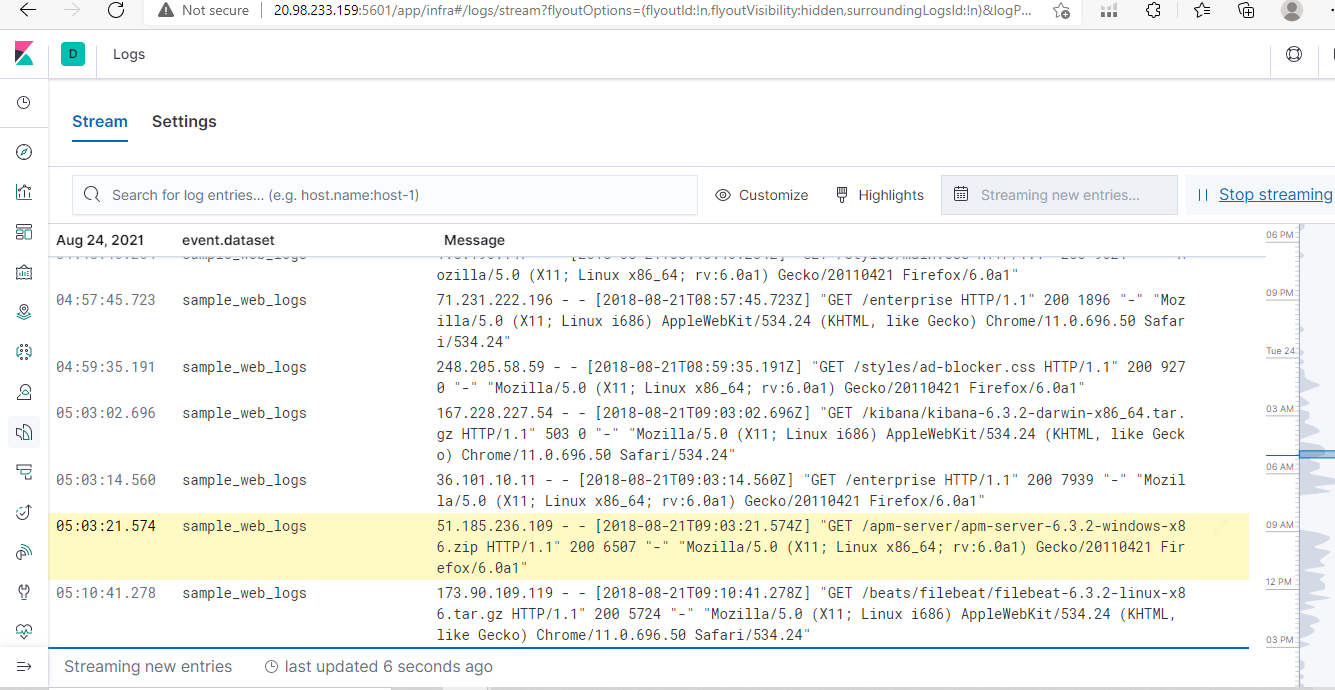 Not secure
20.98.233.159:5601/app/infra#/logs/stream?flyoutOptions=(flyoutId:!n,flyoutVisibility:hidden,surroundingLogsId:!n)&logP...
D
Logs
Stream Settings
Search for log entries... (e.g. host.name:host-1)
Customize
Highlights
Streaming new entries...
Stop streaming
Aug 24, 2021 event.dataset Message
06 PM
ozilla/5.0 (X11; Linux x86_64; rv:6.0a1) Gecko/20110421 Firefox/6.0a1"
04:57:45.723 sample_web_logs 71.231.222.196 - - [2018-08-21T08:57:45.723Z] "GET /enterprise HTTP/1.1" 200 1896 "-" "Moz
illa/5.0 (X11; Linux i686) AppleWebKit/534.24 (KHTML, like Gecko) Chrome/11.0.696.50 Safar
i/534.24"
09 PM
04:59:35.191 sample_web_logs 248.205.58.59 - - [2018-08-21T08:59:35.191Z] "GET /styles/ad-blocker.css HTTP/1.1" 200 927
0 "-" "Mozilla/5.0 (X11; Linux x86_64; rv:6.0a1) Gecko/20110421 Firefox/6.0a1"
Tue 24
05:03:02.696 sample_web_logs 167.228.227.54 - - [2018-08-21T09:03:02.696Z] "GET /kibana/kibana-6.3.2-darwin-x86_64.tar.
gz HTTP/1.1" 503 0 "-" "Mozilla/5.0 (X11; Linux i686) AppleWebKit/534.24 (KHTML, like Geck
o) Chrome/11.0.696.50 Safari/534.24"
03 AM
05:03:14.560 sample_web_logs 36.101.10.11 - - [2018-08-21T09:03:14.560Z] "GET /enterprise HTTP/1.1" 200 7939 "-" "Mozil
la/5.0 (X11; Linux x86_64; rv:6.0a1) Gecko/20110421 Firefox/6.0a1"
06 AM
05:03:21.574 sample_web_logs 51.185.236.109 - - [2018-08-21T09:03:21.574Z] "GET /apm-server/apm-server-6.3.2-windows-x8
6.zip HTTP/1.1" 200 6507 "-" "Mozilla/5.0 (X11; Linux x86_64; rv:6.0a1) Gecko/20110421 Fir
efox/6.0a1"
09 AM
05:10:41.278 sample_web_logs 173.90.109.119 - - [2018-08-21T09:10:41.278Z] "GET /beats/filebeat/filebeat-6.3.2-linux-x8
6.tar.gz HTTP/1.1" 200 5724 "-" "Mozilla/5.0 (X11; Linux i686) AppleWebKit/534.24 (KHTML,
like Gecko) Chrome/11.0.696.50 Safari/534.24"
12 PM
03 PM
Streaming new entries last updated 6 seconds ago